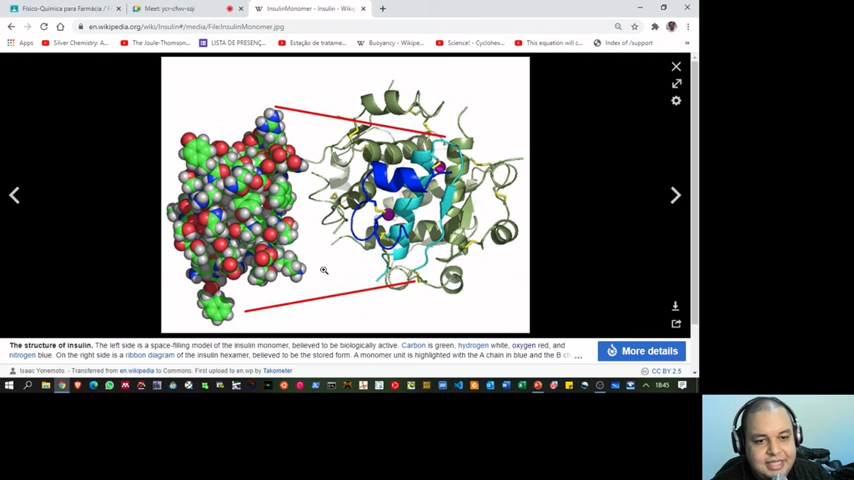 Físico-Química para Farmácia / F
Meet: ycr-cfwv-soj
InsulinMonomer - Insulin - Wikip
en.wikipedia.org/wiki/Insulin#/media/File:InsulinMonomer.jpg
Apps
Silver Chemistry: A...
The Joule-Thomson...
LISTA DE PRESENÇ...
Estação de tratame...
Buoyancy - Wikipe...
Science! - Cyclohex...
This equation will c...
Index of /support/
The structure of insulin. The left side is a space-filling model of the insulin monomer, believed to be biologically active. Carbon is green, hydrogen white, oxygen red, and
nitrogen blue. On the right side is a ribbon diagram of the insulin hexamer, believed to be the stored form. A monomer unit is highlighted with the A chain in blue and the B ch
...
More details
Isaac Yonemoto. - Transferred from en.wikipedia to Commons. First upload to en.wp by Takometer
CC BY 2.5
18:45